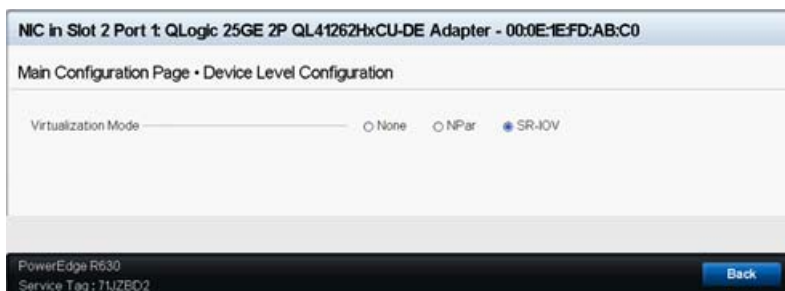 NIC in Slot 2 Port 1: QLogic 25GE 2P QL41262HxCU-DE Adapter - 00:0E:1E:FD:AB:C0
Main Configuration Page • Device Level Configuration
Virtualization Mode None NPar SR-IOV
PowerEdge R630
Back
Service Tag : 71JZBD2